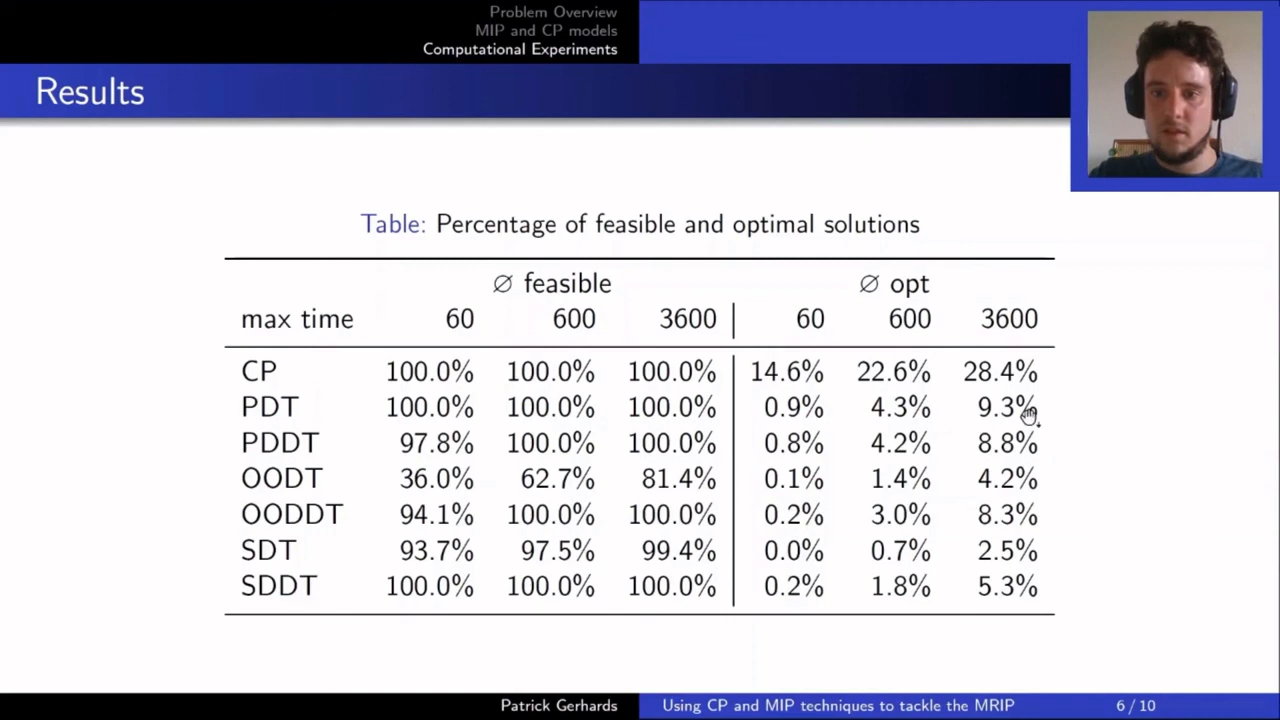 Problem Overview
MIP and CP models
Computational Experiments
Results
Table: Percentage of feasible and optimal solutions
∅ feasible ∅ opt
max time 60 600 3600 60 600 3600
CP 100.0% 100.0% 100.0% 14.6% 22.6% 28.4%
PDT 100.0% 100.0% 100.0% 0.9% 4.3% 9.3%
PDDT 97.8% 100.0% 100.0% 0.8% 4.2% 8.8%
OODT 36.0% 62.7% 81.4% 0.1% 1.4% 4.2%
OODDT 94.1% 100.0% 100.0% 0.2% 3.0% 8.3%
SDT 93.7% 97.5% 99.4% 0.0% 0.7% 2.5%
SDDT 100.0% 100.0% 100.0% 0.2% 1.8% 5.3%
Patrick Gerhards Using CP and MIP techniques to tackle the MRIP 6 / 10